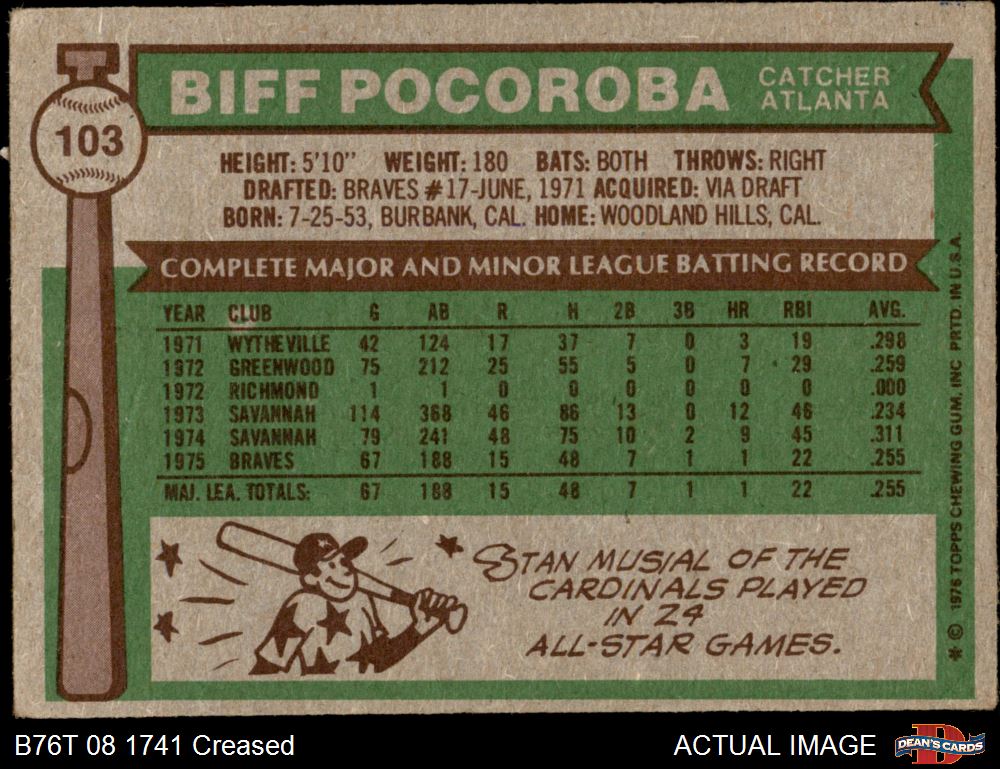 103
BIFF POCOROBA
CATCHER
ATLANTA
HEIGHT: 5'10" WEIGHT: 180 BATS: BOTH THROWS: RIGHT
DRAFTED: BRAVES #17-JUNE, 1971 ACQUIRED: VIA DRAFT
BORN: 7-25-53, BURBANK, CAL. HOME: WOODLAND HILLS, CAL.
COMPLETE MAJOR AND MINOR LEAGUE BATTING RECORD
YEAR CLUB G AB R H 2B 3B HR RBI AVG.
1971 WYTHEVILLE 42 124 17 37 7 0 3 19 .298
1972 GREENWOOD 75 212 25 55 5 0 7 29 .259
1972 RICHMOND 1 1 0 0 0 0 0 0 .000
1973 SAVANNAH 114 368 46 86 13 0 12 46 .234
1974 SAVANNAH 79 241 48 75 10 2 9 45 .311
1975 BRAVES 67 188 15 48 7 1 1 22 .255
MAJ. LEA. TOTALS: 67 188 15 48 7 1 1 22 .255
STAN MUSIAL OF THE
CARDINALS PLAYED
IN 24
ALL-STAR GAMES.
* © 1976 TOPPS CHEWING GUM, INC PRTD. IN U.S.A.
B76T 08 1741 Creased
ACTUAL IMAGE
DEAN'S CARDS